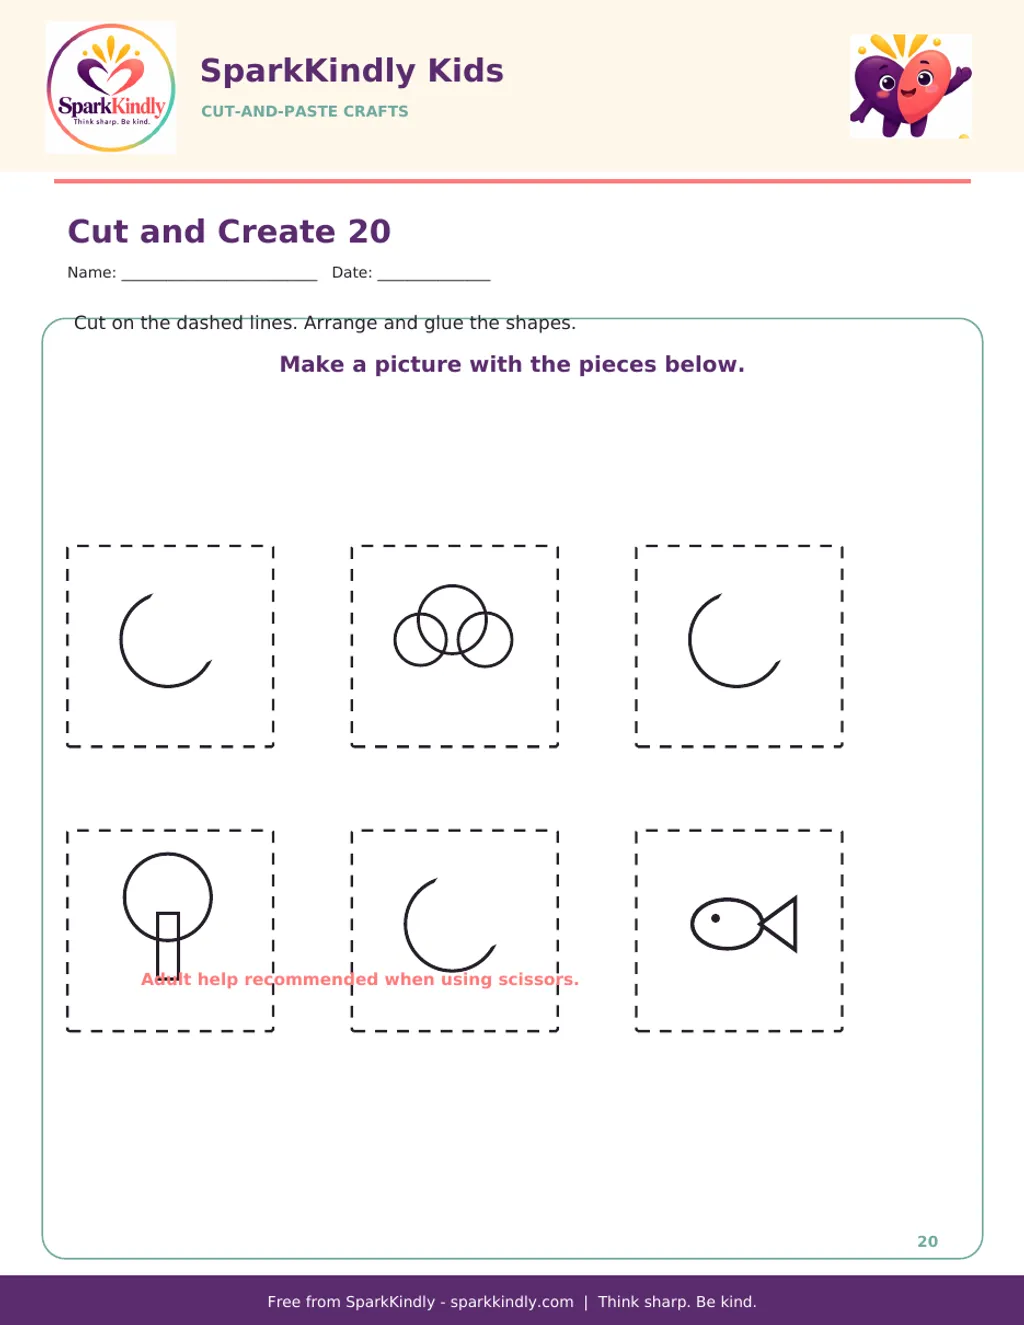 SparkKindly
Think sharp. Be kind.
SparkKindly Kids
CUT-AND-PASTE CRAFTS
Cut and Create 20
Name: __________________________ Date: _______________
Cut on the dashed lines. Arrange and glue the shapes.
Make a picture with the pieces below.
Adult help recommended when using scissors.
20
Free from SparkKindly - sparkkindly.com | Think sharp. Be kind.